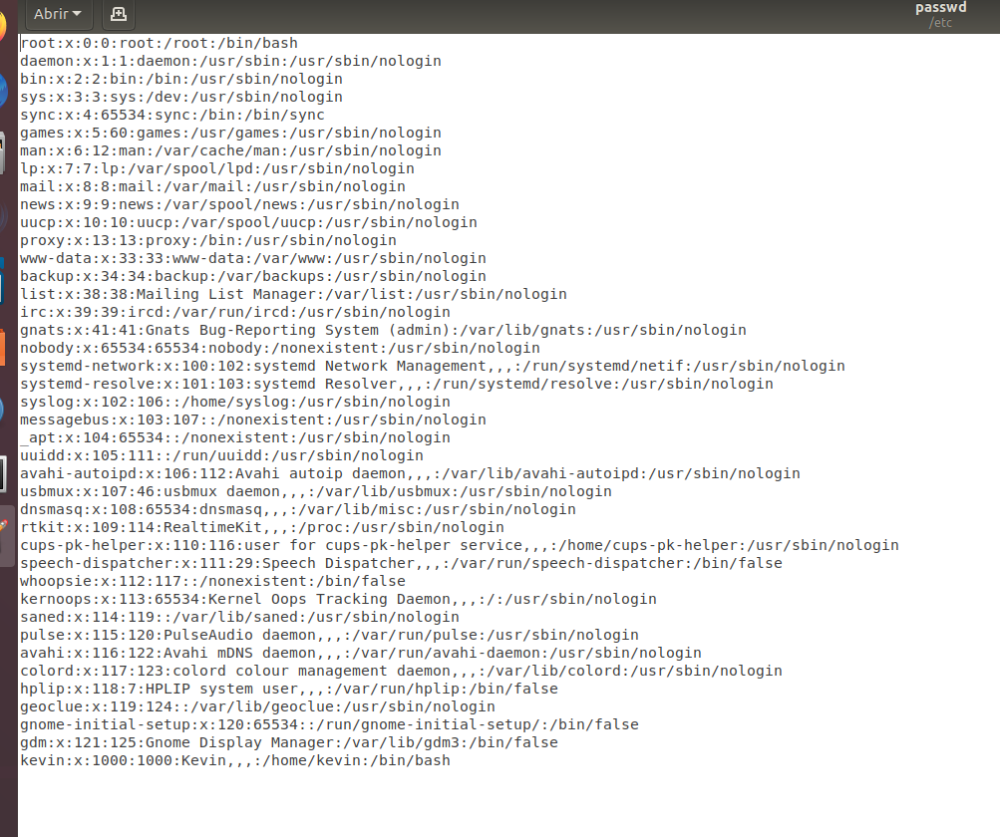 Abrir
passwd
/etc
root:x:0:0:root:/root:/bin/bash
daemon:x:1:1:daemon:/usr/sbin:/usr/sbin/nologin
bin:x:2:2:bin:/bin:/usr/sbin/nologin
sys:x:3:3:sys:/dev:/usr/sbin/nologin
sync:x:4:65534:sync:/bin:/bin/sync
games:x:5:60:games:/usr/games:/usr/sbin/nologin
man:x:6:12:man:/var/cache/man:/usr/sbin/nologin
lp:x:7:7:lp:/var/spool/lpd:/usr/sbin/nologin
mail:x:8:8:mail:/var/mail:/usr/sbin/nologin
news:x:9:9:news:/var/spool/news:/usr/sbin/nologin
uucp:x:10:10:uucp:/var/spool/uucp:/usr/sbin/nologin
proxy:x:13:13:proxy:/bin:/usr/sbin/nologin
www-data:x:33:33:www-data:/var/www:/usr/sbin/nologin
backup:x:34:34:backup:/var/backups:/usr/sbin/nologin
list:x:38:38:Mailing List Manager:/var/list:/usr/sbin/nologin
irc:x:39:39:ircd:/var/run/ircd:/usr/sbin/nologin
gnats:x:41:41:Gnats Bug-Reporting System (admin):/var/lib/gnats:/usr/sbin/nologin
nobody:x:65534:65534:nobody:/nonexistent:/usr/sbin/nologin
systemd-network:x:100:102:systemd Network Management,,,:/run/systemd/netif:/usr/sbin/nologin
systemd-resolve:x:101:103:systemd Resolver,,,:/run/systemd/resolve:/usr/sbin/nologin
syslog:x:102:106::/home/syslog:/usr/sbin/nologin
messagebus:x:103:107::/nonexistent:/usr/sbin/nologin
_apt:x:104:65534::/nonexistent:/usr/sbin/nologin
uuidd:x:105:111::/run/uuidd:/usr/sbin/nologin
avahi-autoipd:x:106:112:Avahi autoip daemon,,,:/var/lib/avahi-autoipd:/usr/sbin/nologin
usbmux:x:107:46:usbmux daemon,,,:/var/lib/usbmux:/usr/sbin/nologin
dnsmasq:x:108:65534:dnsmasq,,,:/var/lib/misc:/usr/sbin/nologin
rtkit:x:109:114:RealtimeKit,,,:/proc:/usr/sbin/nologin
cups-pk-helper:x:110:116:user for cups-pk-helper service,,,:/home/cups-pk-helper:/usr/sbin/nologin
speech-dispatcher:x:111:29:Speech Dispatcher,,,:/var/run/speech-dispatcher:/bin/false
whoopsie:x:112:117::/nonexistent:/bin/false
kernoops:x:113:65534:Kernel Oops Tracking Daemon,,,:/:/usr/sbin/nologin
saned:x:114:119::/var/lib/saned:/usr/sbin/nologin
pulse:x:115:120:PulseAudio daemon,,,:/var/run/pulse:/usr/sbin/nologin
avahi:x:116:122:Avahi mDNS daemon,,,:/var/run/avahi-daemon:/usr/sbin/nologin
colord:x:117:123:colord colour management daemon,,,:/var/lib/colord:/usr/sbin/nologin
hplip:x:118:7:HPLIP system user,,,:/var/run/hplip:/bin/false
geoclue:x:119:124::/var/lib/geoclue:/usr/sbin/nologin
gnome-initial-setup:x:120:65534::/run/gnome-initial-setup/:/bin/false
gdm:x:121:125:Gnome Display Manager:/var/lib/gdm3:/bin/false
kevin:x:1000:1000:Kevin,,,:/home/kevin:/bin/bash